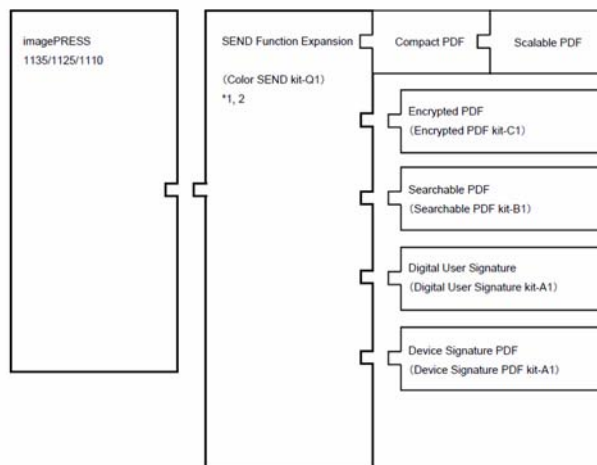 imagePRESS
1135/1125/1110
SEND Function Expansion
(Color SEND kit-Q1)
*1, 2
Compact PDF
Scalable PDF
Encrypted PDF
(Encrypted PDF kit-C1)
Searchable PDF
(Searchable PDF kit-B1)
Digital User Signature
(Digital User Signature kit-A1)
Device Signature PDF
(Device Signature PDF kit-A1)